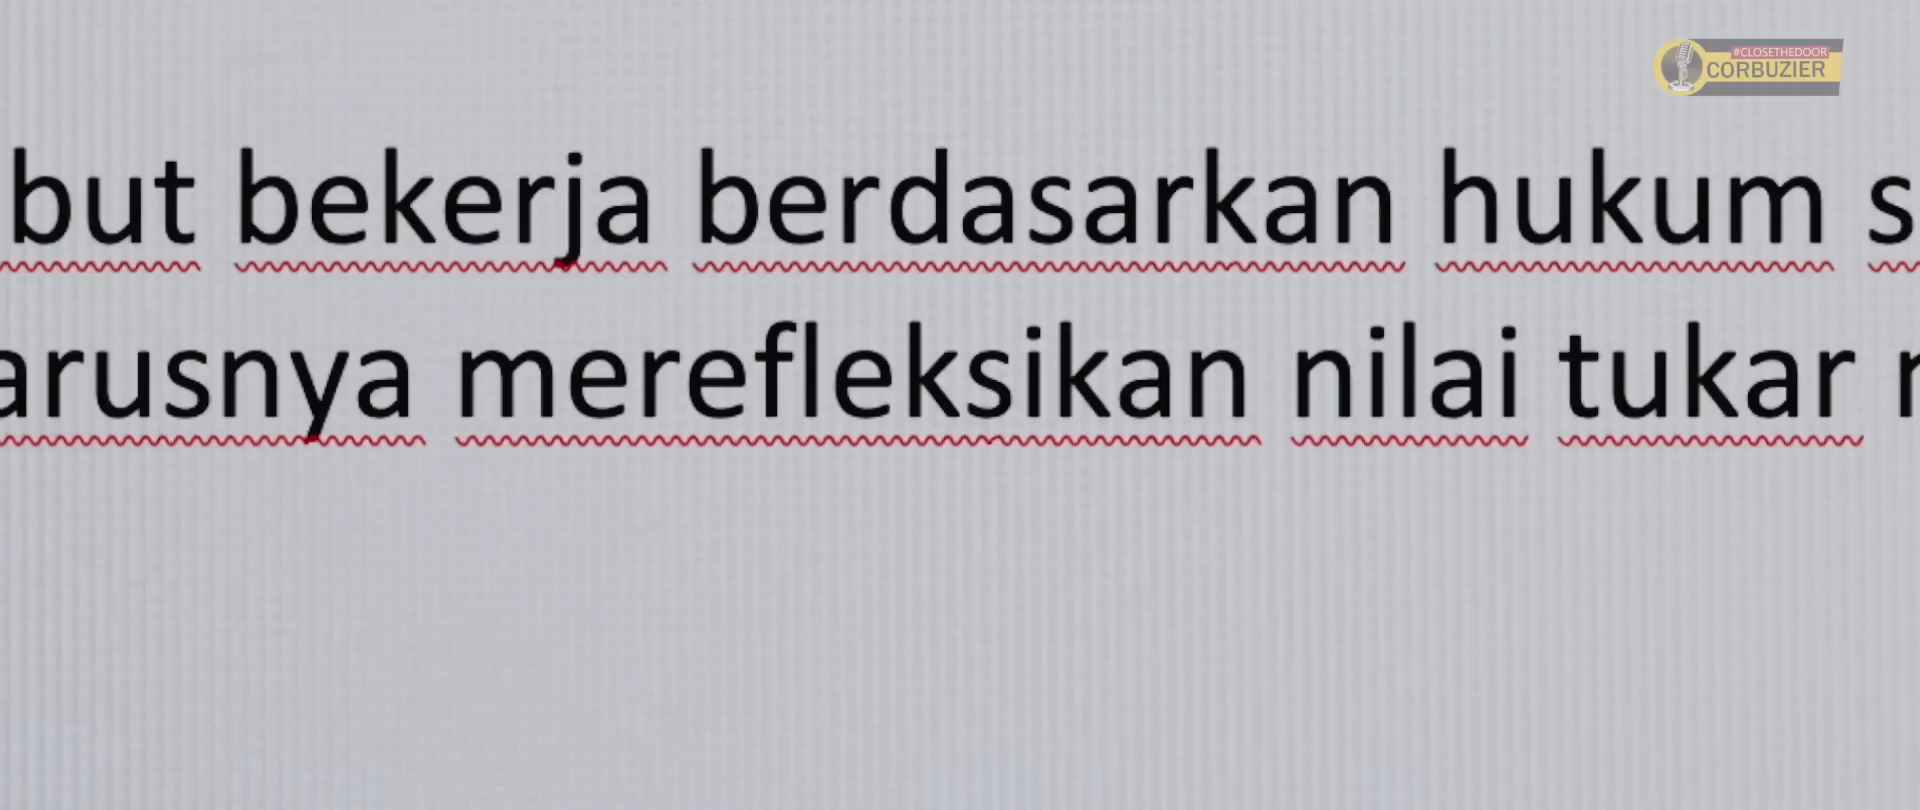 #CLOSETHEDOOR
CORBUZIER
but bekerja berdasarkan hukum s
arusnya merefleksikan nilai tukar